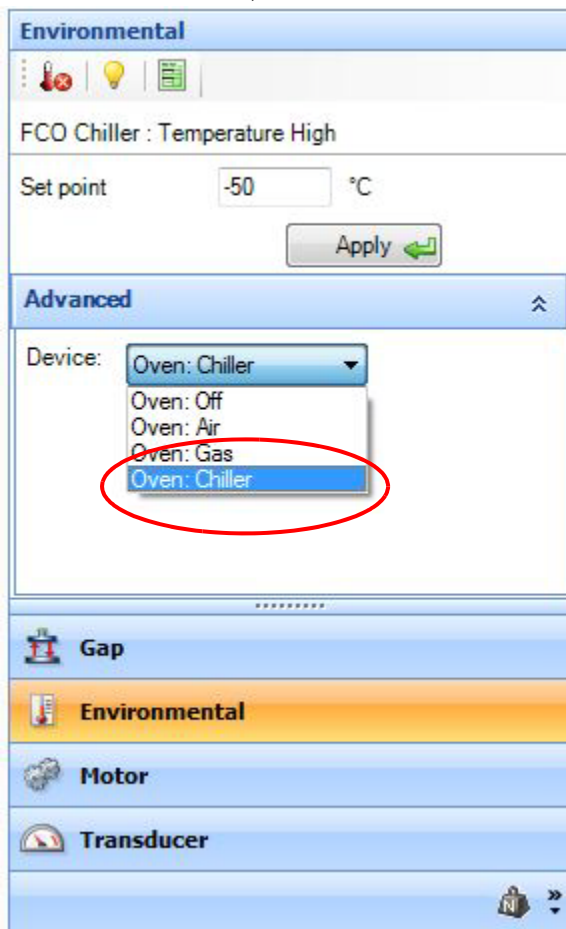 Environmental
FCO Chiller : Temperature High
Set point -50 °C
Apply
Advanced
Device: Oven: Chiller
Oven: Off
Oven: Air
Oven: Gas
Oven: Chiller
Gap
Environmental
Motor
Transducer
N